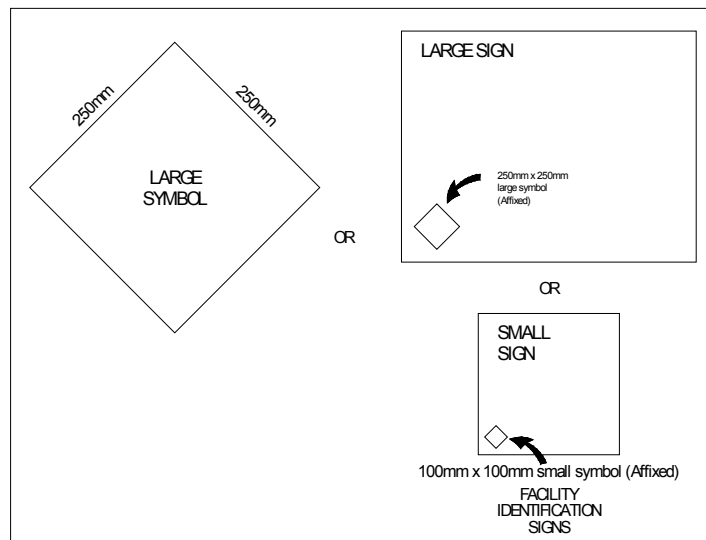 250mm
250mm
LARGE
SYMBOL
OR
LARGE SIGN
250mm x 250mm
large symbol
(Affixed)
OR
SMALL
SIGN
100mm x 100mm small symbol (Affixed)
FACILITY
IDENTIFICATION
SIGNS